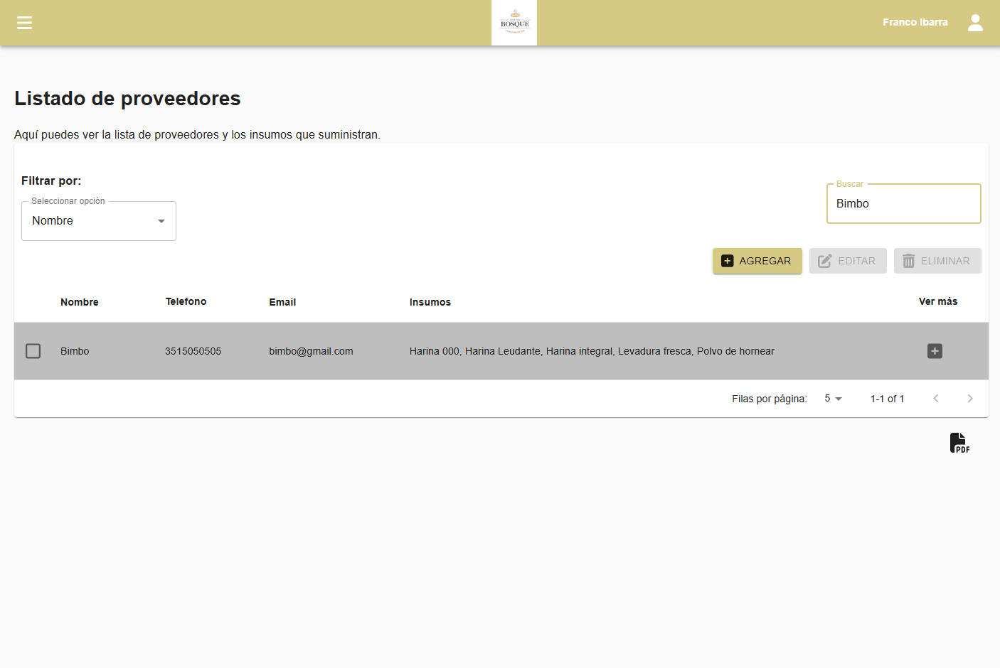 BOSQUE
Franco Ibarra
Listado de proveedores
Aquí puedes ver la lista de proveedores y los insumos que suministran.
Filtrar por:
Seleccionar opción
Nombre
Buscar
Bimbo
AGREGAR EDITAR ELIMINAR
Nombre Telefono Email Insumos Ver más
Bimbo 3515050505 bimbo@gmail.com Harina 000, Harina Leudante, Harina integral, Levadura fresca, Polvo de hornear
Filas por página: 5 1-1 of 1
PDF